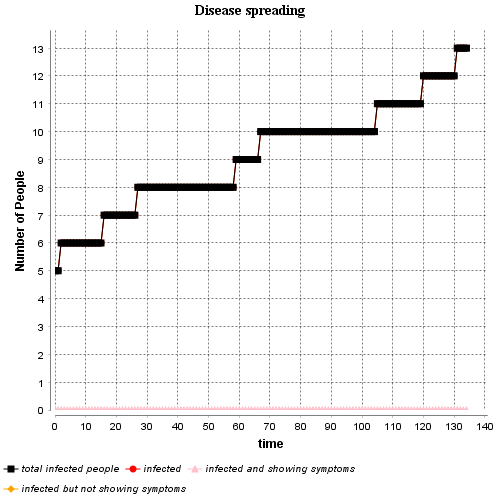 Disease spreading
13
12
11
10
9
8
7
6
5
4
3
2
1
0
Number of People
0 10 20 30 40 50 60 70 80 90 100 110 120 130 140
time
total infected people infected infected and showing symptoms
infected but not showing symptoms